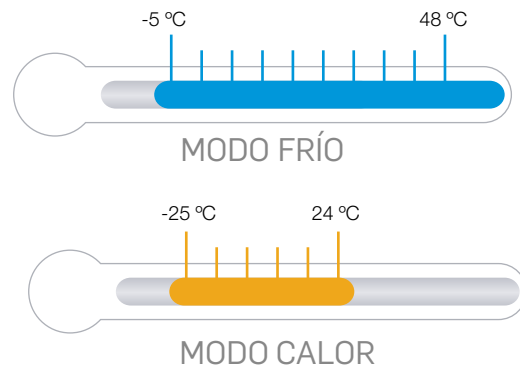 -5 ºC 48 ºC
MODO FRÍO
-25 ºC 24 ºC
MODO CALOR